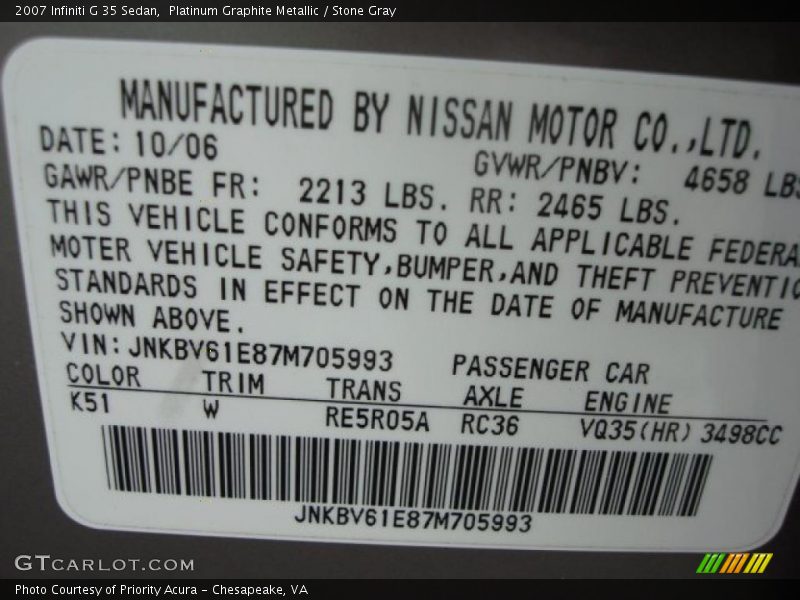 2007 Infiniti G 35 Sedan, Platinum Graphite Metallic / Stone Gray
MANUFACTURED BY NISSAN MOTOR CO.,LTD.
DATE: 10/06 GVWR/PNBV: 4658 LBS
GAWR/PNBE FR: 2213 LBS. RR: 2465 LBS.
THIS VEHICLE CONFORMS TO ALL APPLICABLE FEDERA
MOTER VEHICLE SAFETY,BUMPER,AND THEFT PREVENTIO
STANDARDS IN EFFECT ON THE DATE OF MANUFACTURE
SHOWN ABOVE.
VIN: JNKBV61E87M705993 PASSENGER CAR
COLOR TRIM TRANS AXLE ENGINE
K51 W RE5R05A RC36 VQ35(HR) 3498CC
JNKBV61E87M705993
GTCARLOT.COM
Photo Courtesy of Priority Acura - Chesapeake, VA